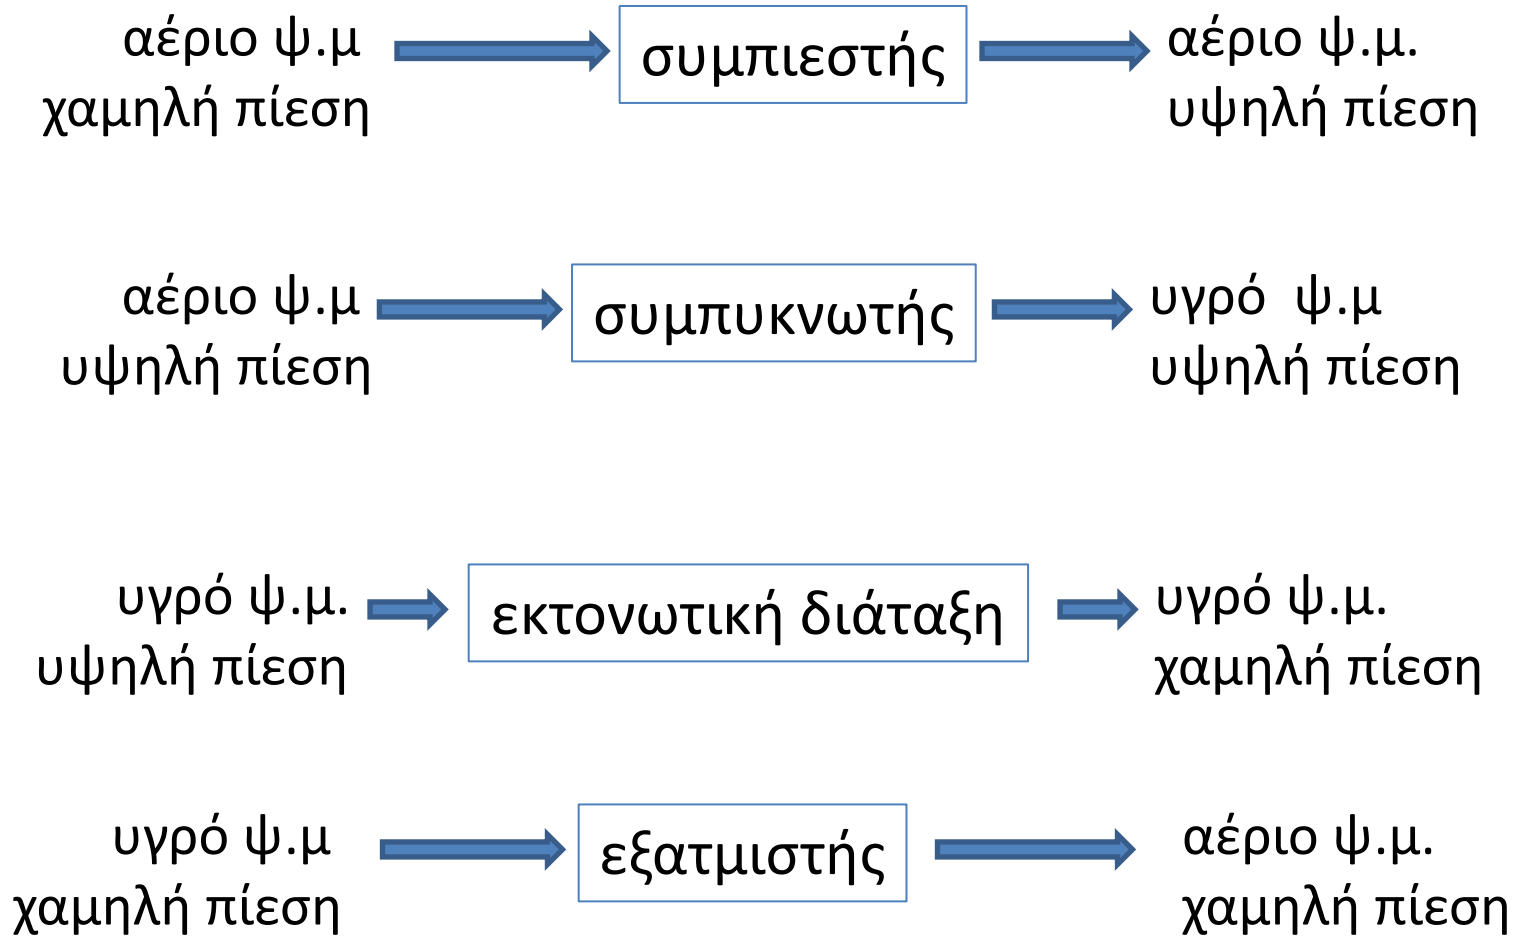 αέριο ψ.μ
χαμηλή πίεση
συμπιεστής
αέριο ψ.μ.
υψηλή πίεση
αέριο ψ.μ
υψηλή πίεση
συμπυκνωτής
υγρό ψ.μ
υψηλή πίεση
υγρό ψ.μ.
υψηλή πίεση
εκτονωτική διάταξη
υγρό ψ.μ.
χαμηλή πίεση
υγρό ψ.μ
χαμηλή πίεση
εξατμιστής
αέριο ψ.μ.
χαμηλή πίεση